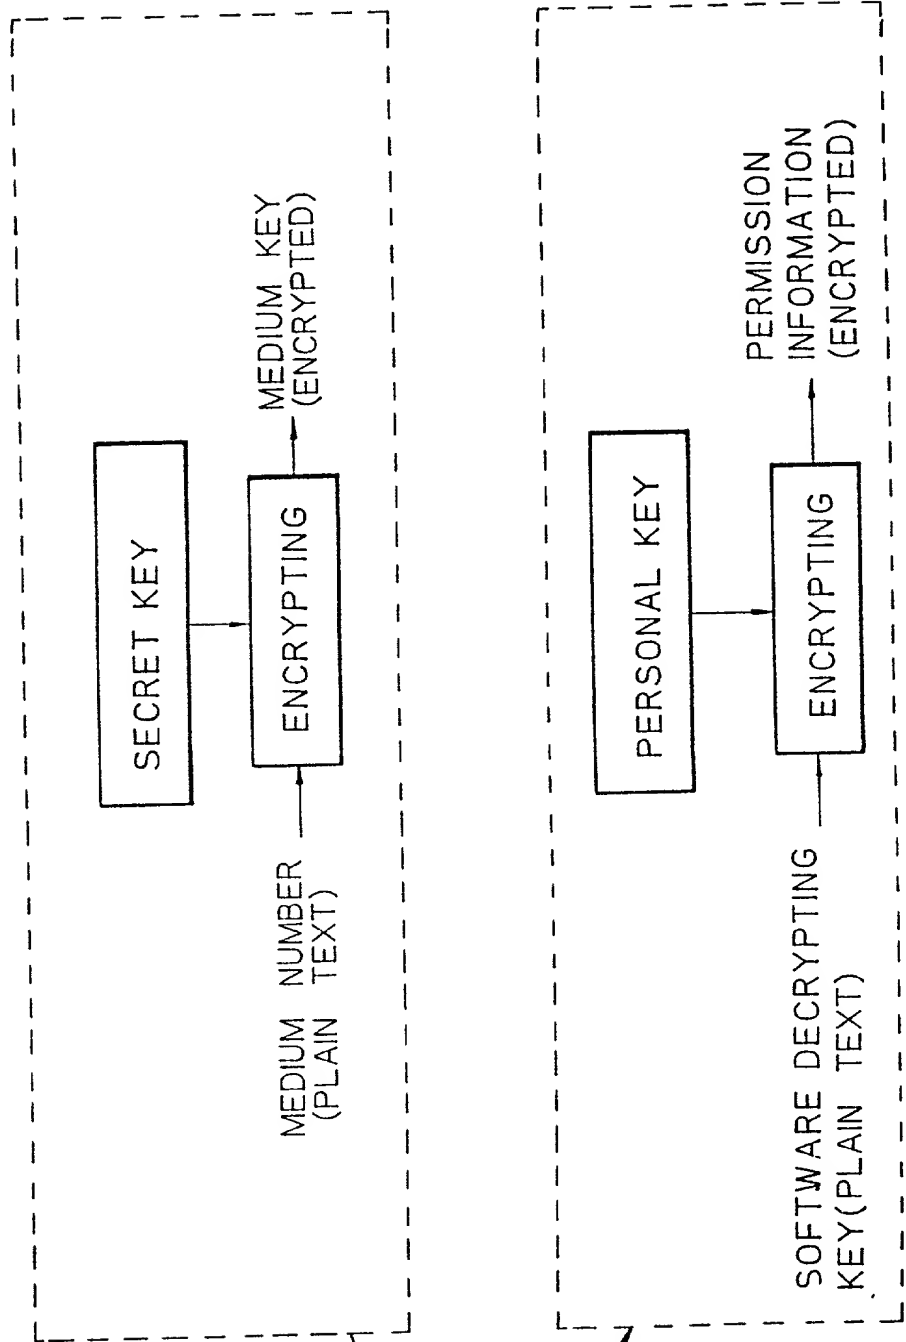 SECRET KEY
MEDIUM NUMBER
(PLAIN TEXT)
ENCRYPTING
MEDIUM KEY
(ENCRYPTED)
PERSONAL KEY
SOFTWARE DECRYPTING
KEY(PLAIN TEXT)
ENCRYPTING
PERMISSION
INFORMATION
(ENCRYPTED)